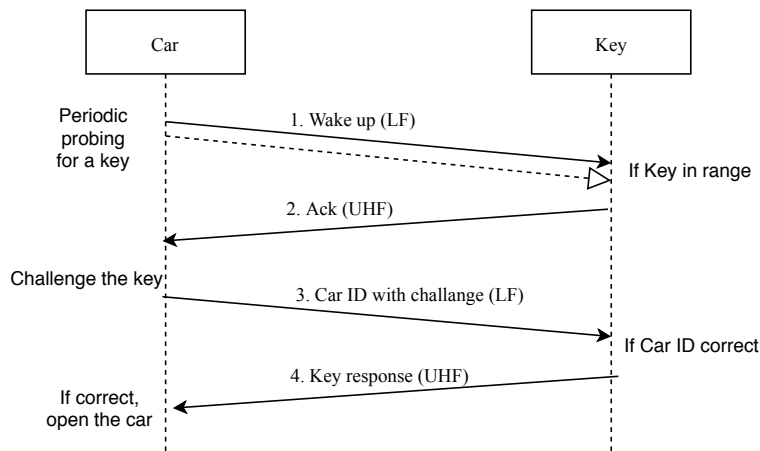 Car
Key
Periodic
probing
for a key
1. Wake up (LF)
If Key in range
2. Ack (UHF)
Challenge the key
3. Car ID with challange (LF)
If Car ID correct
4. Key response (UHF)
If correct,
open the car